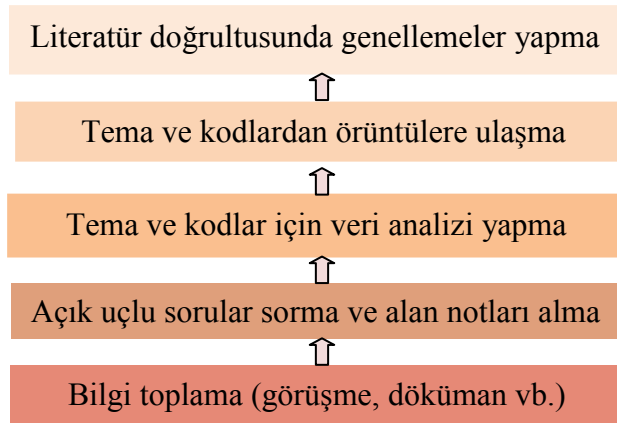 Literatür doğrultusunda genellemeler yapma
Tema ve kodlardan örüntülere ulaşma
Tema ve kodlar için veri analizi yapma
Açık uçlu sorular sorma ve alan notları alma
Bilgi toplama (görüşme, döküman vb.)